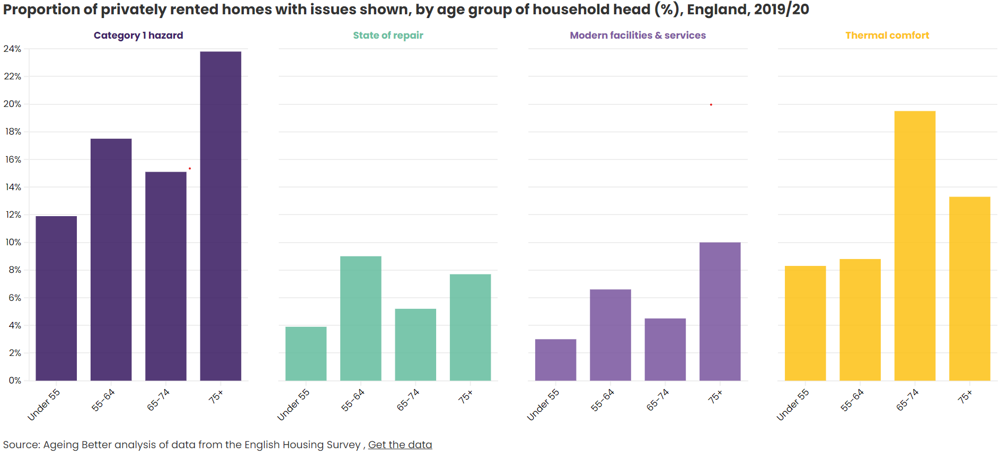 Proportion of privately rented homes with issues shown, by age group of household head (%), England, 2019/20
Category 1 hazard
State of repair
Modern facilities & services
Thermal comfort
24%
22%
20%
18%
16%
14%
12%
10%
8%
6%
4%
2%
0%
Under 55
55-64
65-74
75+
Under 55
55-64
65-74
75+
Under 55
55-64
65-74
75+
Under 55
55-64
65-74
75+
Source: Ageing Better analysis of data from the English Housing Survey , Get the data